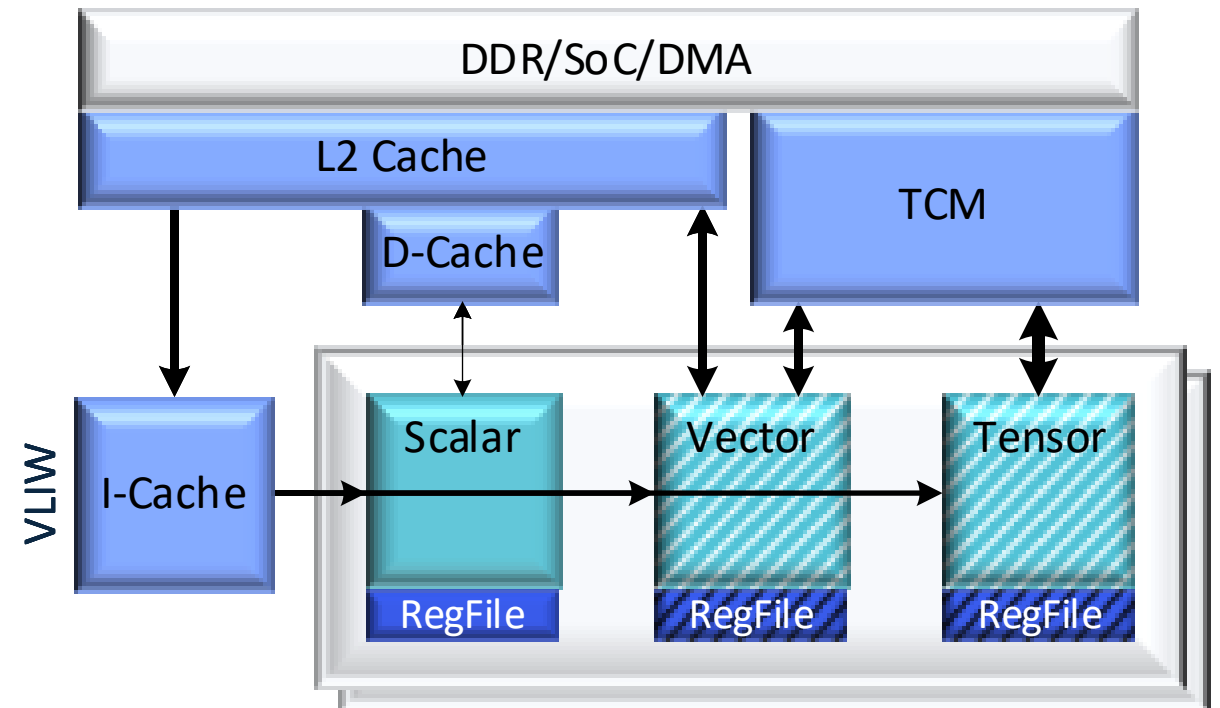 DDR/SoC/DMA
L2 Cache
TCM
D-Cache
VLIW
I-Cache
Scalar
Vector
Tensor
RegFile
RegFile
RegFile